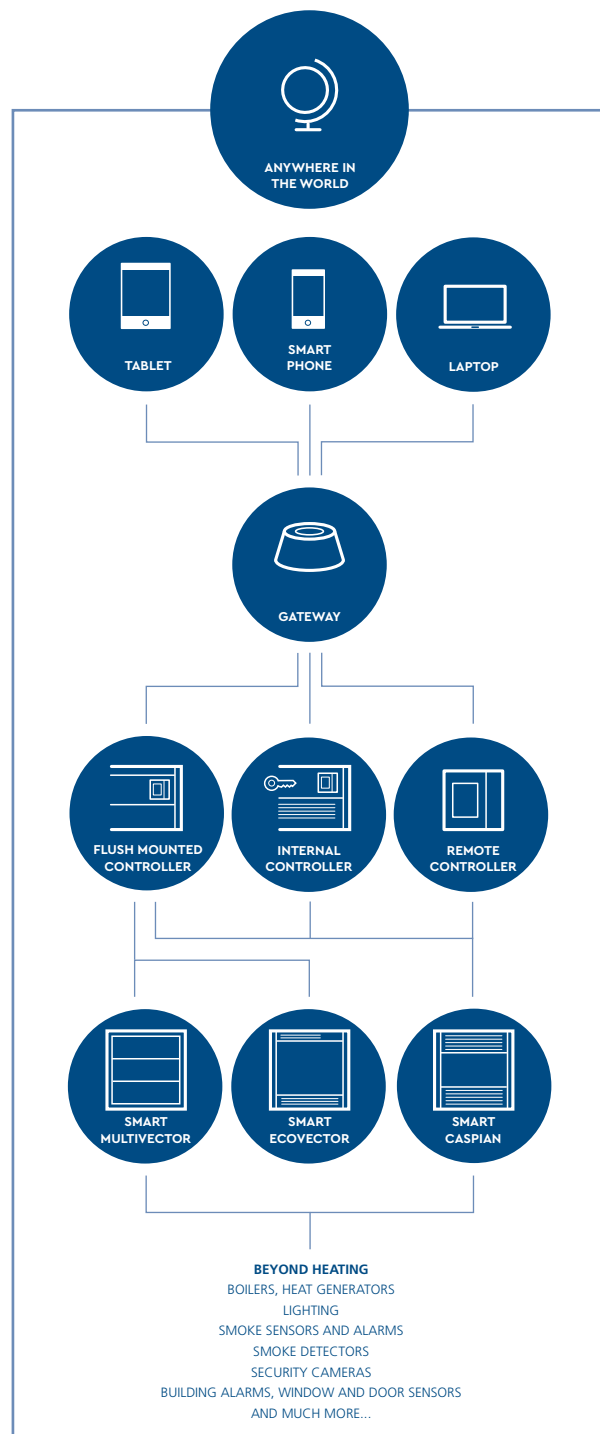 ANYWHERE IN
THE WORLD
TABLET
SMART
PHONE
LAPTOP
GATEWAY
FLUSH MOUNTED
CONTROLLER
INTERNAL
CONTROLLER
REMOTE
CONTROLLER
SMART
MULTIVECTOR
SMART
ECOVECTOR
SMART
CASPIAN
BEYOND HEATING
BOILERS, HEAT GENERATORS
LIGHTING
SMOKE SENSORS AND ALARMS
SMOKE DETECTORS
SECURITY CAMERAS
BUILDING ALARMS, WINDOW AND DOOR SENSORS
AND MUCH MORE...